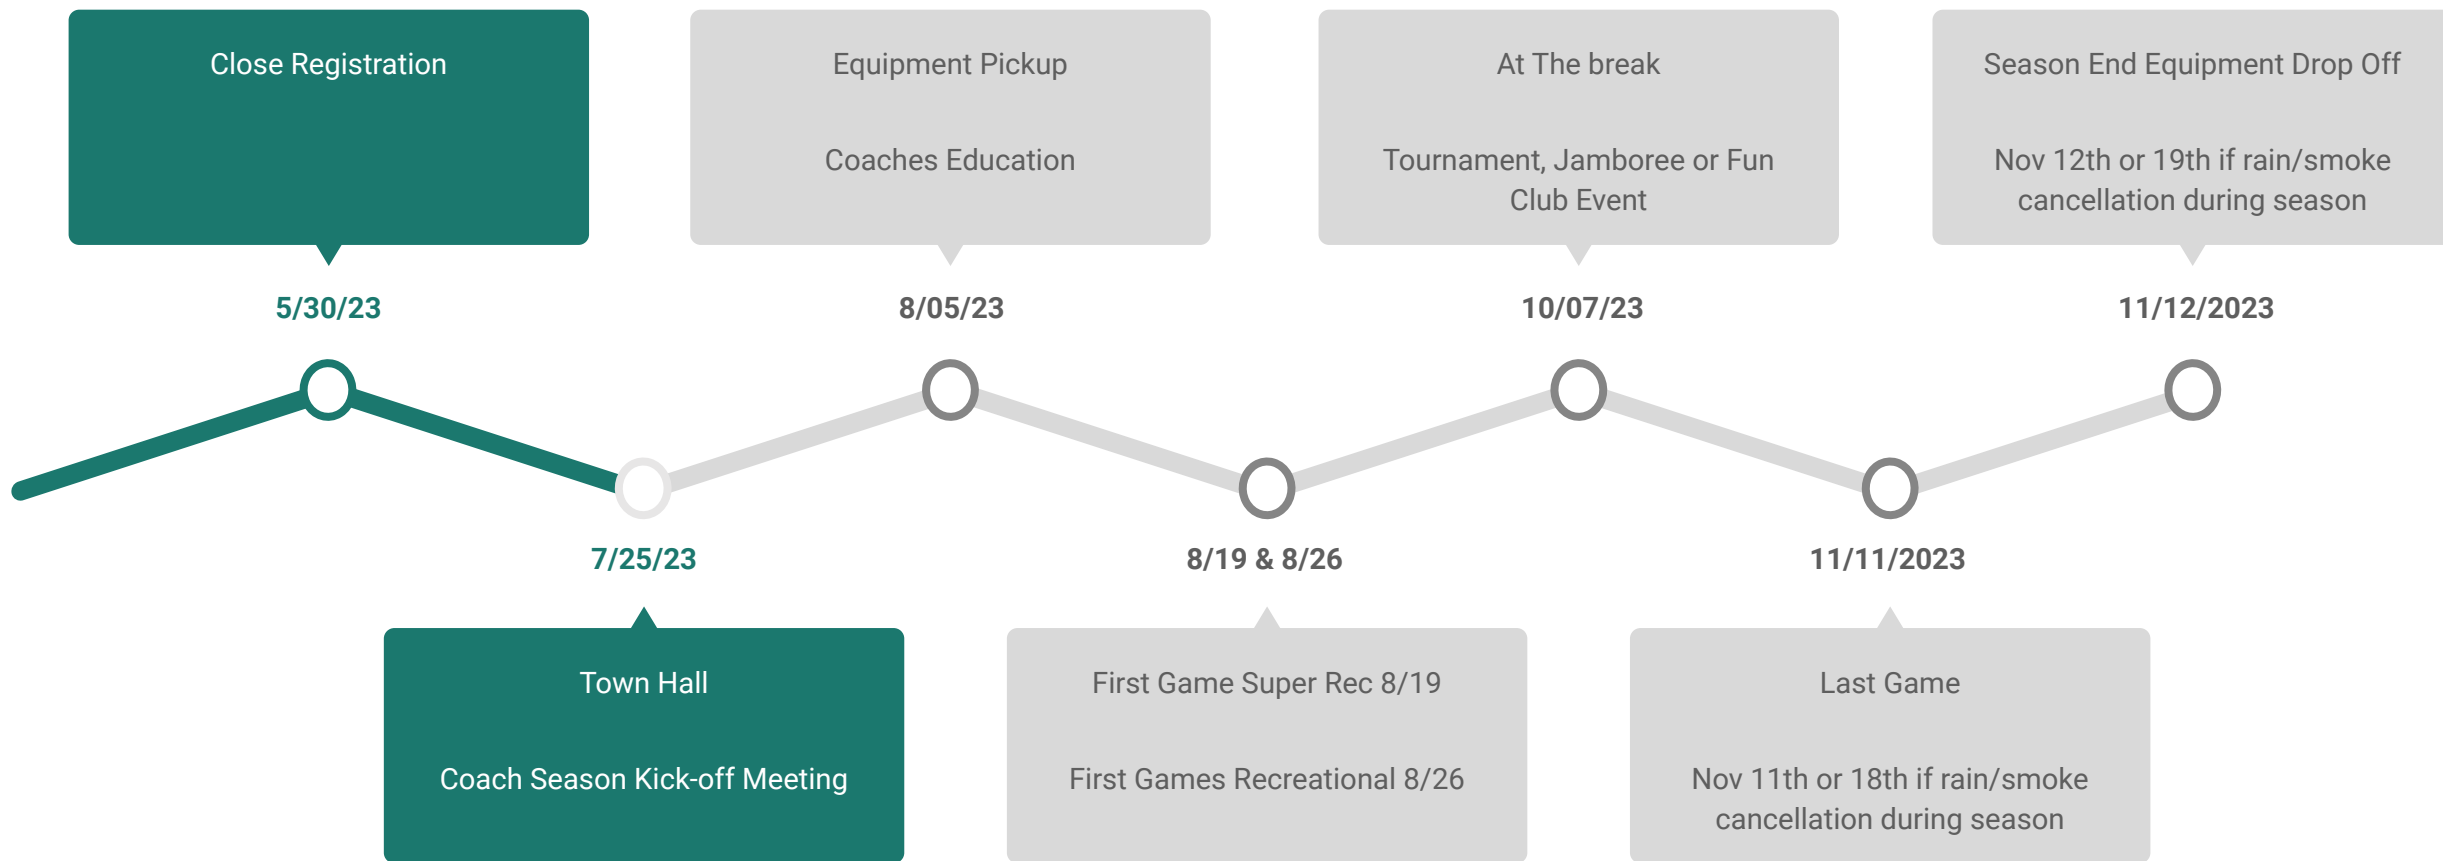 Close Registration
5/30/23
7/25/23
Town Hall
Coach Season Kick-off Meeting
Equipment Pickup
Coaches Education
8/05/23
8/19 & 8/26
First Game Super Rec 8/19
First Games Recreational 8/26
At The break
Tournament, Jamboree or Fun
Club Event
10/07/23
11/11/2023
Last Game
Nov 11th or 18th if rain/smoke
cancellation during season
Season End Equipment Drop Off
Nov 12th or 19th if rain/smoke
cancellation during season
11/12/2023